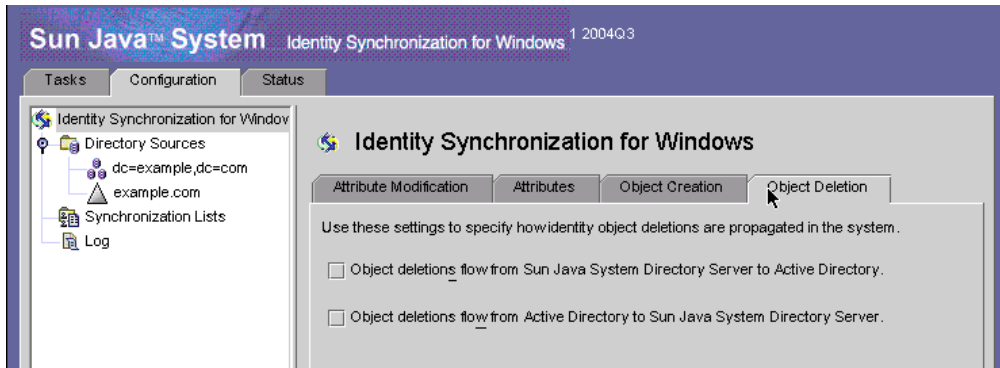 Sun Java™ System Identity Synchronization for Windows 1 2004Q3
Tasks Configuration Status
Identity Synchronization for Windov
Directory Sources
dc=example,dc=com
example.com
Synchronization Lists
Log
Identity Synchronization for Windows
Attribute Modification Attributes Object Creation Object Deletion
Use these settings to specify how identity object deletions are propagated in the system.
Object deletions flow from Sun Java System Directory Server to Active Directory.
Object deletions flow from Active Directory to Sun Java System Directory Server.